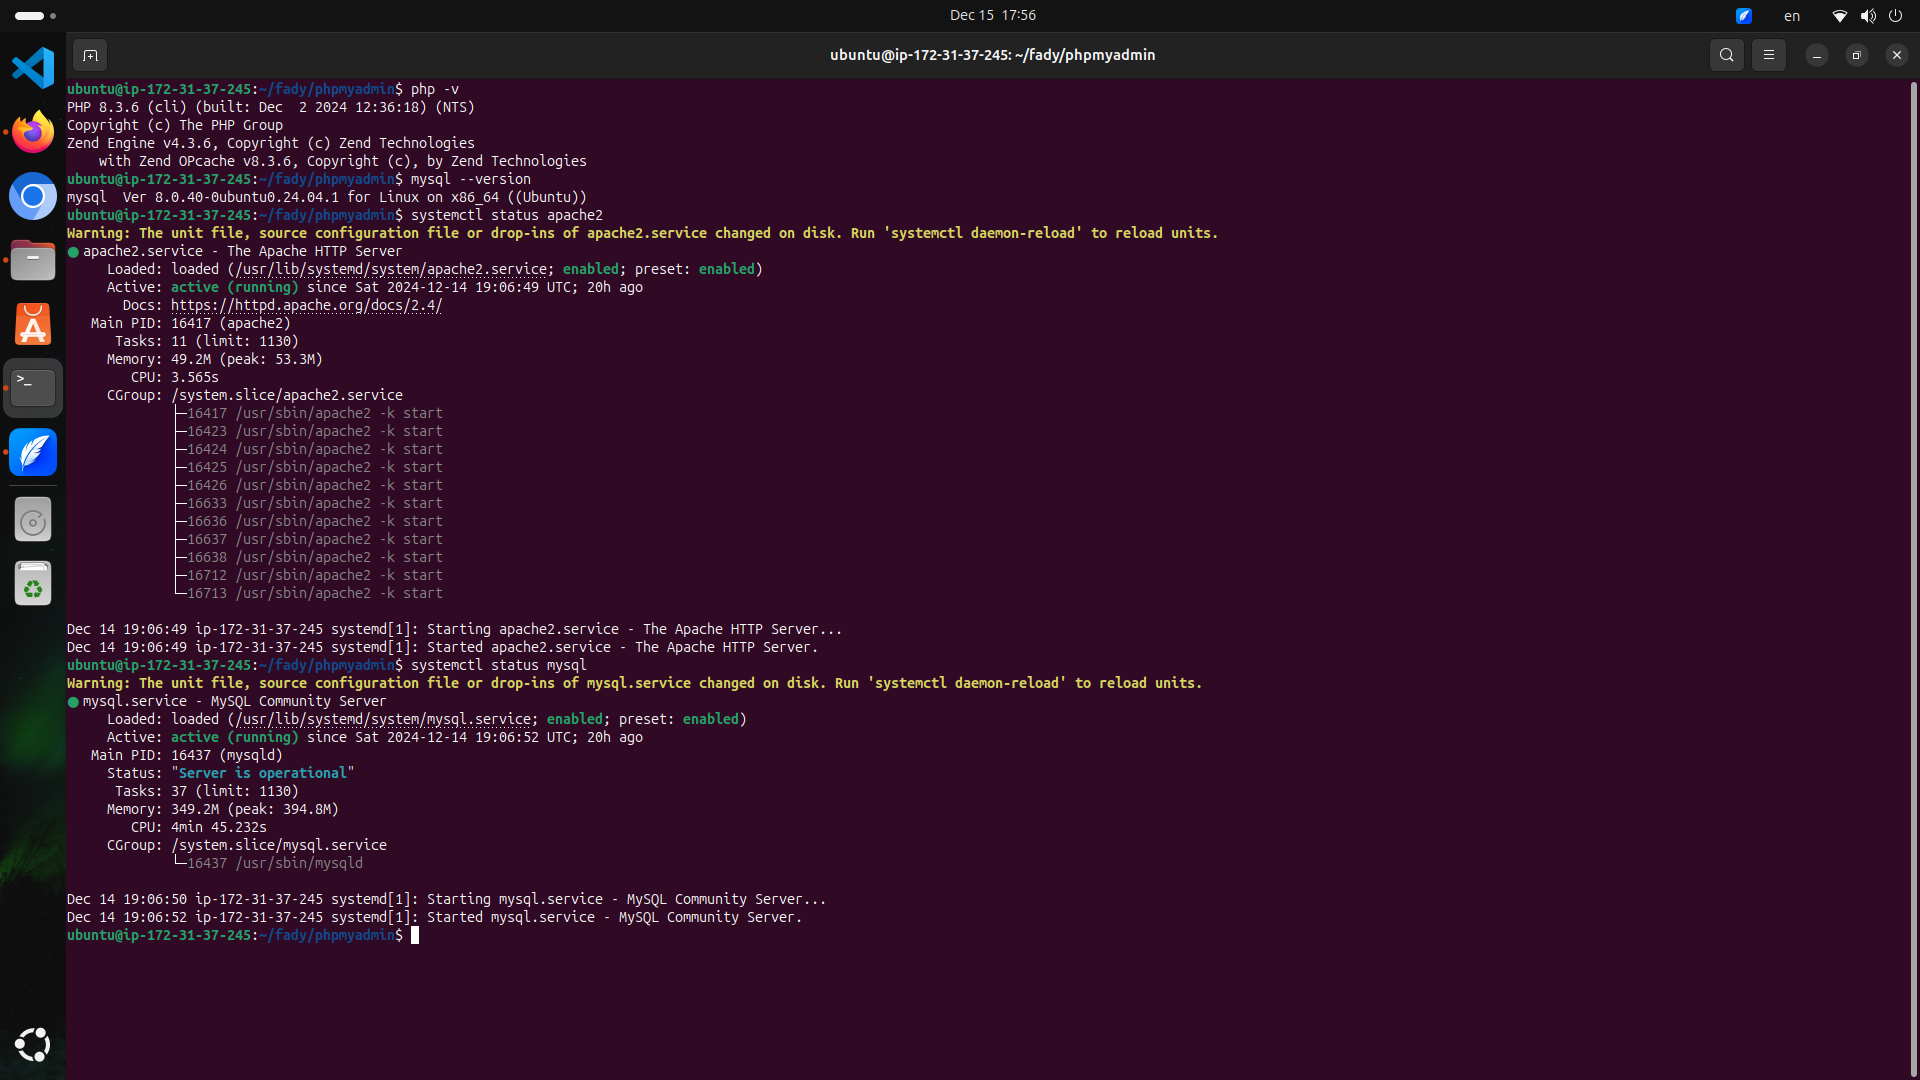 Dec 15  17:56
en
ubuntu@ip-172-31-37-245: ~/fady/phpmyadmin
ubuntu@ip-172-31-37-245:~/fady/phpmyadmin$ php -v
PHP 8.3.6 (cli) (built: Dec  2 2024 12:36:18) (NTS)
Copyright (c) The PHP Group
Zend Engine v4.3.6, Copyright (c) Zend Technologies
    with Zend OPcache v8.3.6, Copyright (c), by Zend Technologies
ubuntu@ip-172-31-37-245:~/fady/phpmyadmin$ mysql --version
mysql  Ver 8.0.40-0ubuntu0.24.04.1 for Linux on x86_64 ((Ubuntu))
ubuntu@ip-172-31-37-245:~/fady/phpmyadmin$ systemctl status apache2
Warning: The unit file, source configuration file or drop-ins of apache2.service changed on disk. Run 'systemctl daemon-reload' to reload units.
● apache2.service - The Apache HTTP Server
     Loaded: loaded (/usr/lib/systemd/system/apache2.service; enabled; preset: enabled)
     Active: active (running) since Sat 2024-12-14 19:06:49 UTC; 20h ago
       Docs: https://httpd.apache.org/docs/2.4/
   Main PID: 16417 (apache2)
      Tasks: 11 (limit: 1130)
     Memory: 49.2M (peak: 53.3M)
        CPU: 3.565s
     CGroup: /system.slice/apache2.service
             ├─16417 /usr/sbin/apache2 -k start
             ├─16423 /usr/sbin/apache2 -k start
             ├─16424 /usr/sbin/apache2 -k start
             ├─16425 /usr/sbin/apache2 -k start
             ├─16426 /usr/sbin/apache2 -k start
             ├─16633 /usr/sbin/apache2 -k start
             ├─16636 /usr/sbin/apache2 -k start
             ├─16637 /usr/sbin/apache2 -k start
             ├─16638 /usr/sbin/apache2 -k start
             ├─16712 /usr/sbin/apache2 -k start
             └─16713 /usr/sbin/apache2 -k start
Dec 14 19:06:49 ip-172-31-37-245 systemd[1]: Starting apache2.service - The Apache HTTP Server...
Dec 14 19:06:49 ip-172-31-37-245 systemd[1]: Started apache2.service - The Apache HTTP Server.
ubuntu@ip-172-31-37-245:~/fady/phpmyadmin$ systemctl status mysql
Warning: The unit file, source configuration file or drop-ins of mysql.service changed on disk. Run 'systemctl daemon-reload' to reload units.
● mysql.service - MySQL Community Server
     Loaded: loaded (/usr/lib/systemd/system/mysql.service; enabled; preset: enabled)
     Active: active (running) since Sat 2024-12-14 19:06:52 UTC; 20h ago
   Main PID: 16437 (mysqld)
     Status: "Server is operational"
      Tasks: 37 (limit: 1130)
     Memory: 349.2M (peak: 394.8M)
        CPU: 4min 45.232s
     CGroup: /system.slice/mysql.service
             └─16437 /usr/sbin/mysqld
Dec 14 19:06:50 ip-172-31-37-245 systemd[1]: Starting mysql.service - MySQL Community Server...
Dec 14 19:06:52 ip-172-31-37-245 systemd[1]: Started mysql.service - MySQL Community Server.
ubuntu@ip-172-31-37-245:~/fady/phpmyadmin$